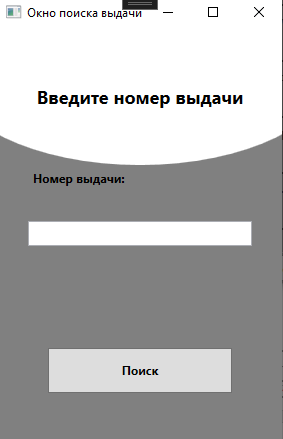 Окно поиска выдачи
Введите номер выдачи
Номер выдачи:
Поиск